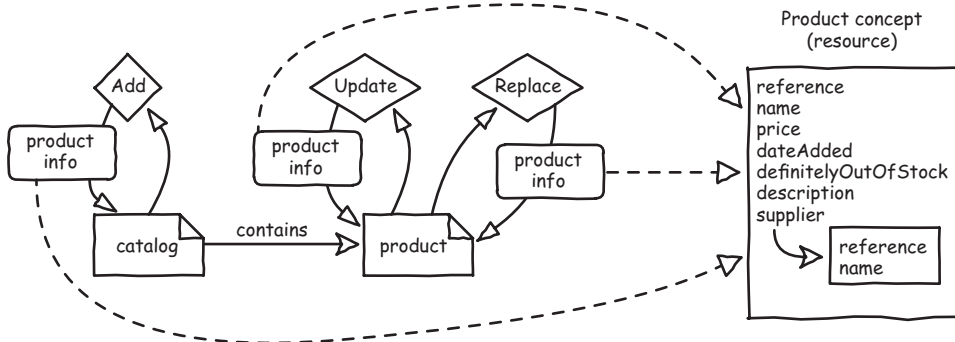 Product concept
(resource)
Add
Update
Replace
product
info
product
info
product
info
catalog
contains
product
reference
name
price
dateAdded
definitelyOutOfStock
description
supplier
reference
name